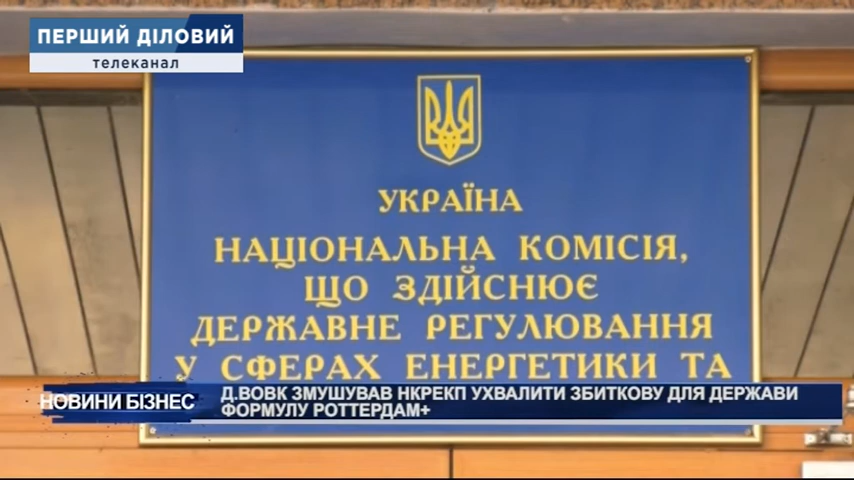 ПЕРШИЙ ДІЛОВИЙ
телеканал
УКРАЇНА
НАЦІОНАЛЬНА КОМІСІЯ,
ЩО ЗДІЙСНЮЄ
ДЕРЖАВНЕ РЕГУЛЮВАННЯ
У СФЕРАХ ЕНЕРГЕТИКИ ТА
НОВИНИ БІЗНЕС
Д.ВОВК ЗМУШУВАВ НКРЕКП УХВАЛИТИ ЗБИТКОВУ ДЛЯ ДЕРЖАВИ
ФОРМУЛУ РОТТЕРДАМ+